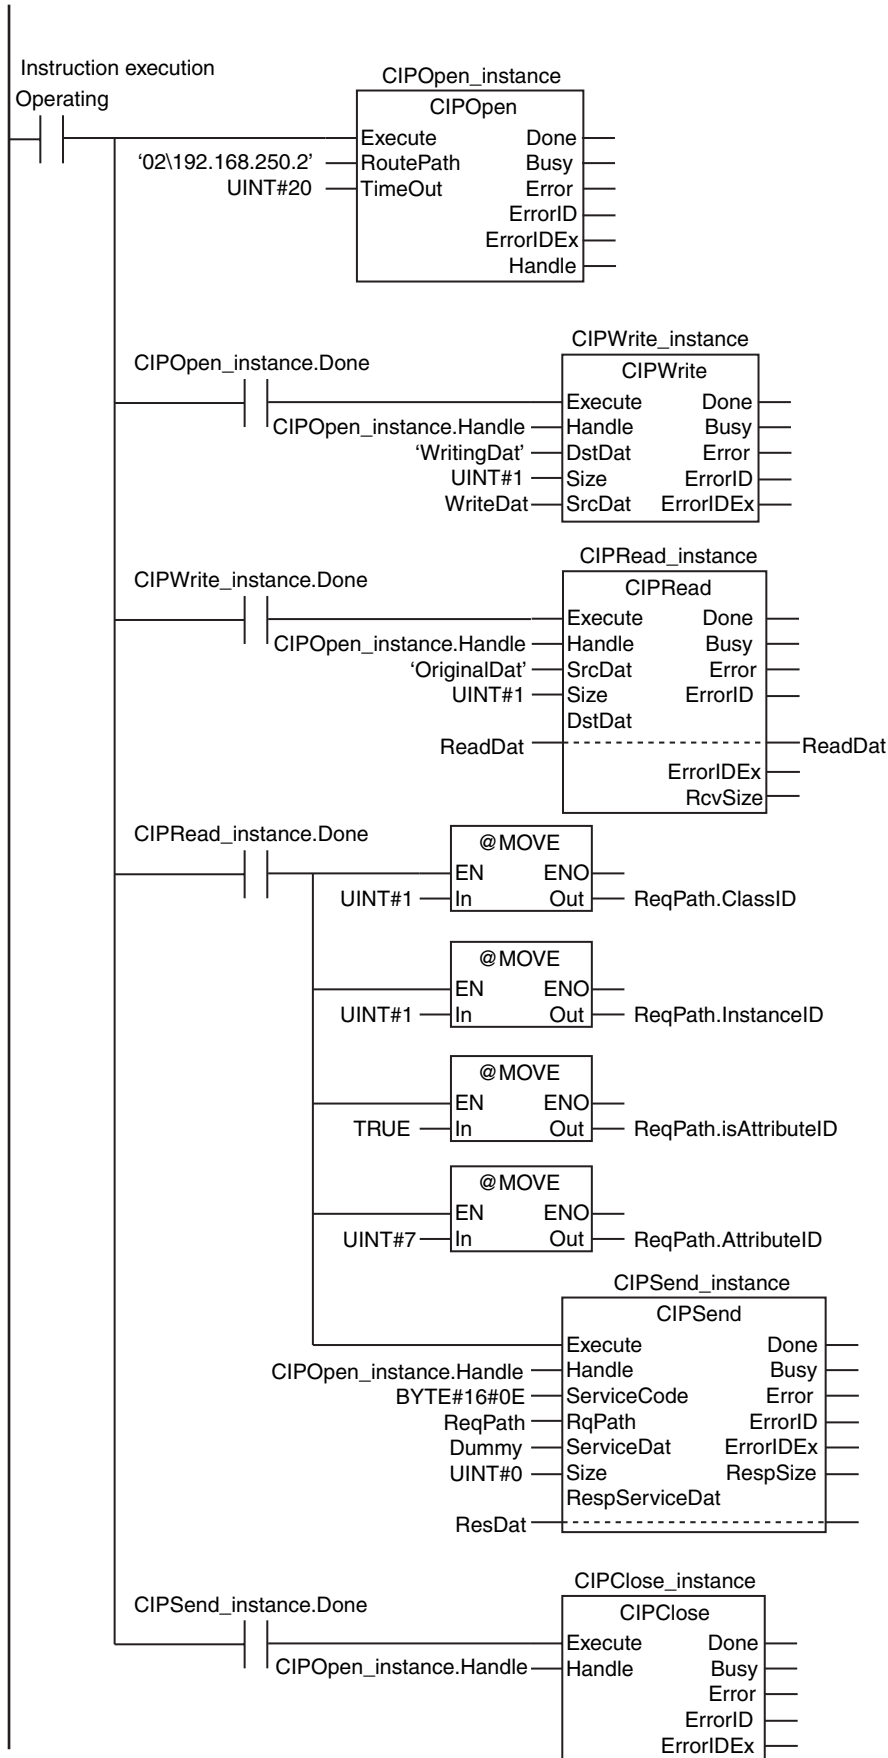 Instruction execution
Operating
CIPOpen_instance
CIPOpen
Execute Done
'02\192.168.250.2' RoutePath Busy
UINT#20 TimeOut Error
ErrorID
ErrorIDEx
Handle
CIPWrite_instance
CIPOpen_instance.Done
CIPWrite
Execute Done
CIPOpen_instance.Handle Handle Busy
‘WritingDat’ DstDat Error
UINT#1 Size ErrorID
WriteDat SrcDat ErrorIDEx
CIPRead_instance
CIPWrite_instance.Done
CIPRead
Execute Done
CIPOpen_instance.Handle Handle Busy
‘OriginalDat’ SrcDat Error
UINT#1 Size ErrorID
DstDat
ReadDat ReadDat
ErrorIDEx
RcvSize
CIPRead_instance.Done
@MOVE
EN ENO
UINT#1 In Out ReqPath.ClassID
@MOVE
EN ENO
UINT#1 In Out ReqPath.InstanceID
@MOVE
EN ENO
TRUE In Out ReqPath.isAttributeID
@MOVE
EN ENO
UINT#7 In Out ReqPath.AttributeID
CIPSend_instance
CIPSend
Execute Done
CIPOpen_instance.Handle Handle Busy
BYTE#16#0E ServiceCode Error
ReqPath RqPath ErrorID
Dummy ServiceDat ErrorIDEx
UINT#0 Size RespSize
RespServiceDat
ResDat
CIPClose_instance
CIPSend_instance.Done
CIPClose
Execute Done
CIPOpen_instance.Handle Handle Busy
Error
ErrorID
ErrorIDEx